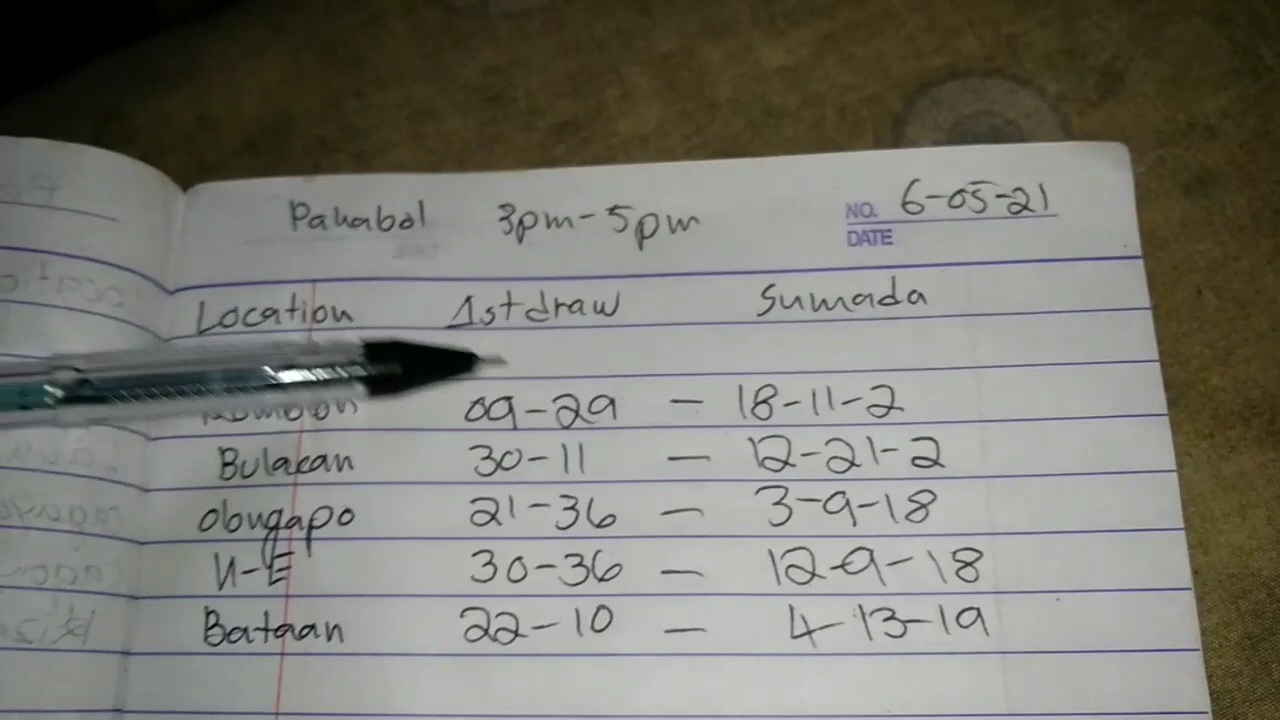 Pahabol 3pm-5pm NO. 6-05-21
DATE
Location 1st draw Sumada
09-29 - 18-11-2
Bulacan 30-11 - 12-21-2
Olongapo 21-36 - 3-9-18
N-E 30-36 - 12-9-18
Bataan 22-10 - 4-13-19